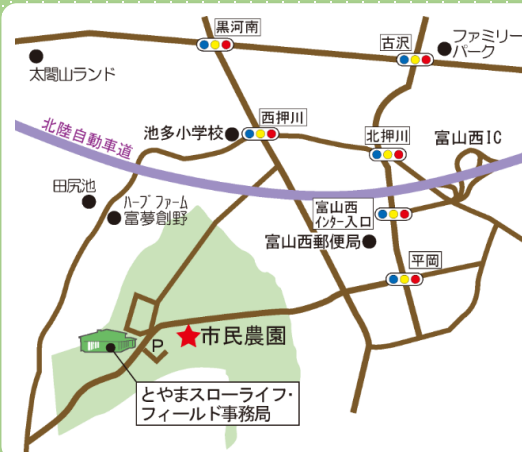 黒河南
古沢
ファミリー
パーク
太閤山ランド
池多小学校
西押川
北押川
富山西IC
北陸自動車道
田尻池
ハーブファーム
富夢創野
富山西
インター入口
富山西郵便局
平岡
市民農園
P
とやまスローライフ・
フィールド事務局